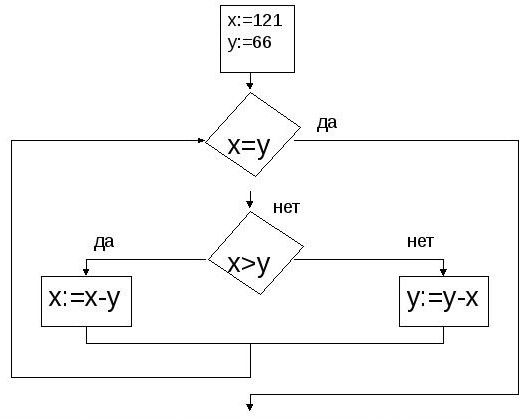 x:=121
y:=66
x=y
да
нет
x>y
да
нет
x:=x-y
y:=y-x